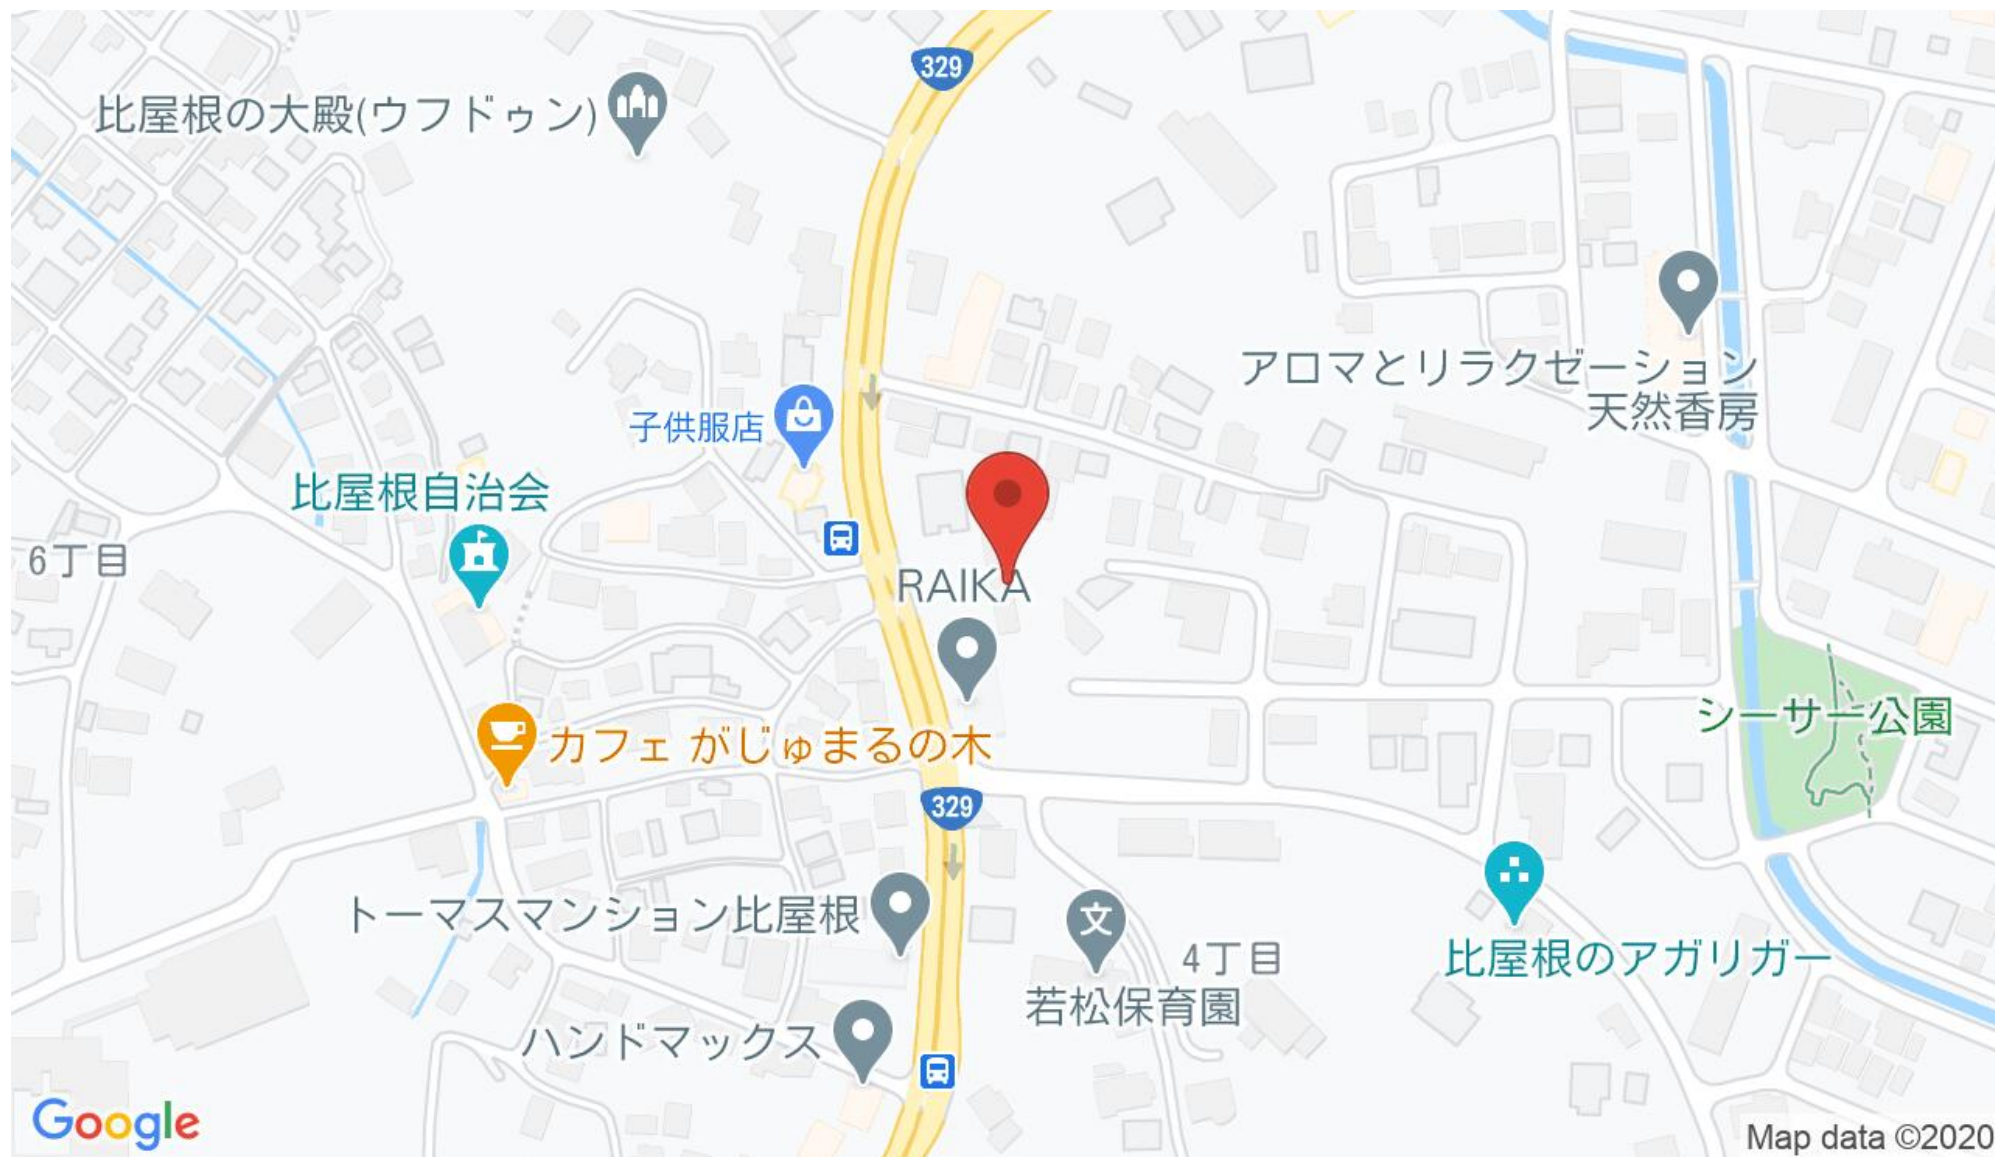 329
比屋根の大殿(ウフドゥン)
アロマとリラクゼーション
天然香房
子供服店
比屋根自治会
6丁目
RAIKA
シーサー公園
カフェ がじゅまるの木
329
トーマスマンション比屋根
文
4丁目
比屋根のアガリガー
若松保育園
ハンドマックス
Google
Map data ©2020